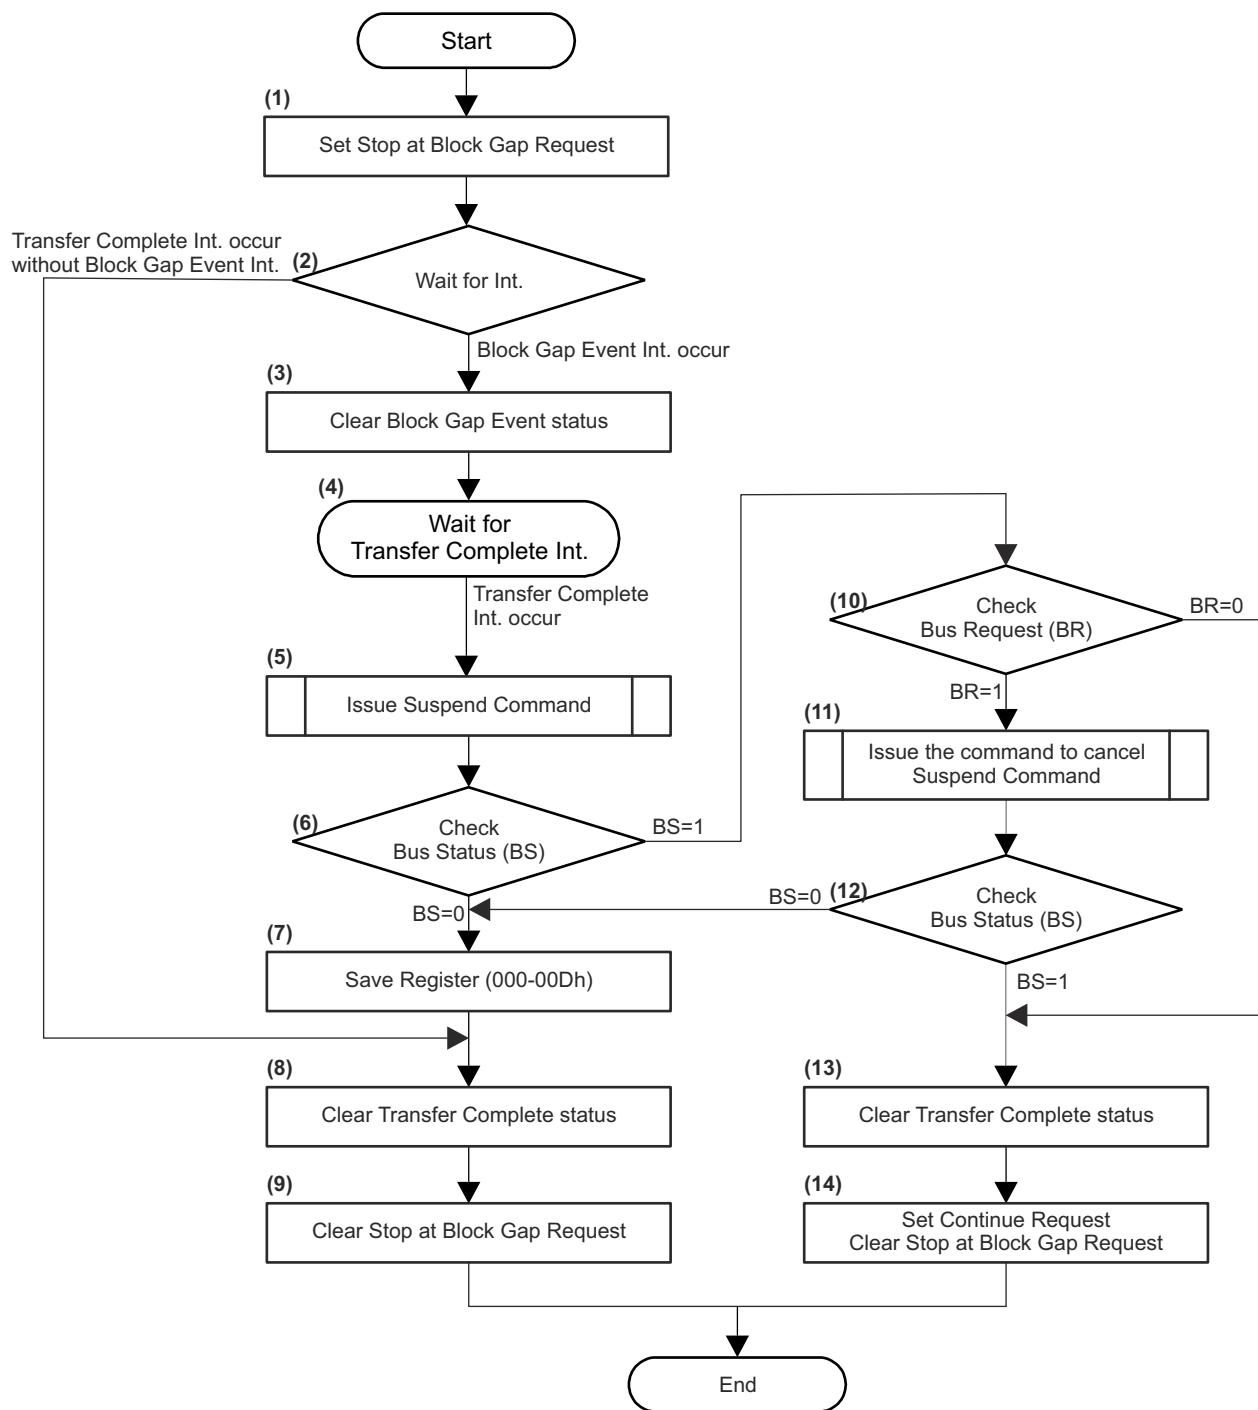 Start
(1)
Set Stop at Block Gap Request
Transfer Complete Int. occur
without Block Gap Event Int.
(2)
Wait for Int.
Block Gap Event Int. occur
(3)
Clear Block Gap Event status
(4)
Wait for
Transfer Complete Int.
Transfer Complete
Int. occur
(5)
Issue Suspend Command
(6)
Check
Bus Status (BS)
BS=1
BS=0
(7)
Save Register (000-00Dh)
(8)
Clear Transfer Complete status
(9)
Clear Stop at Block Gap Request
(10)
Check
Bus Request (BR)
BR=0
BR=1
(11)
Issue the command to cancel
Suspend Command
(12)
Check
Bus Status (BS)
BS=0
BS=1
(13)
Clear Transfer Complete status
(14)
Set Continue Request
Clear Stop at Block Gap Request
End